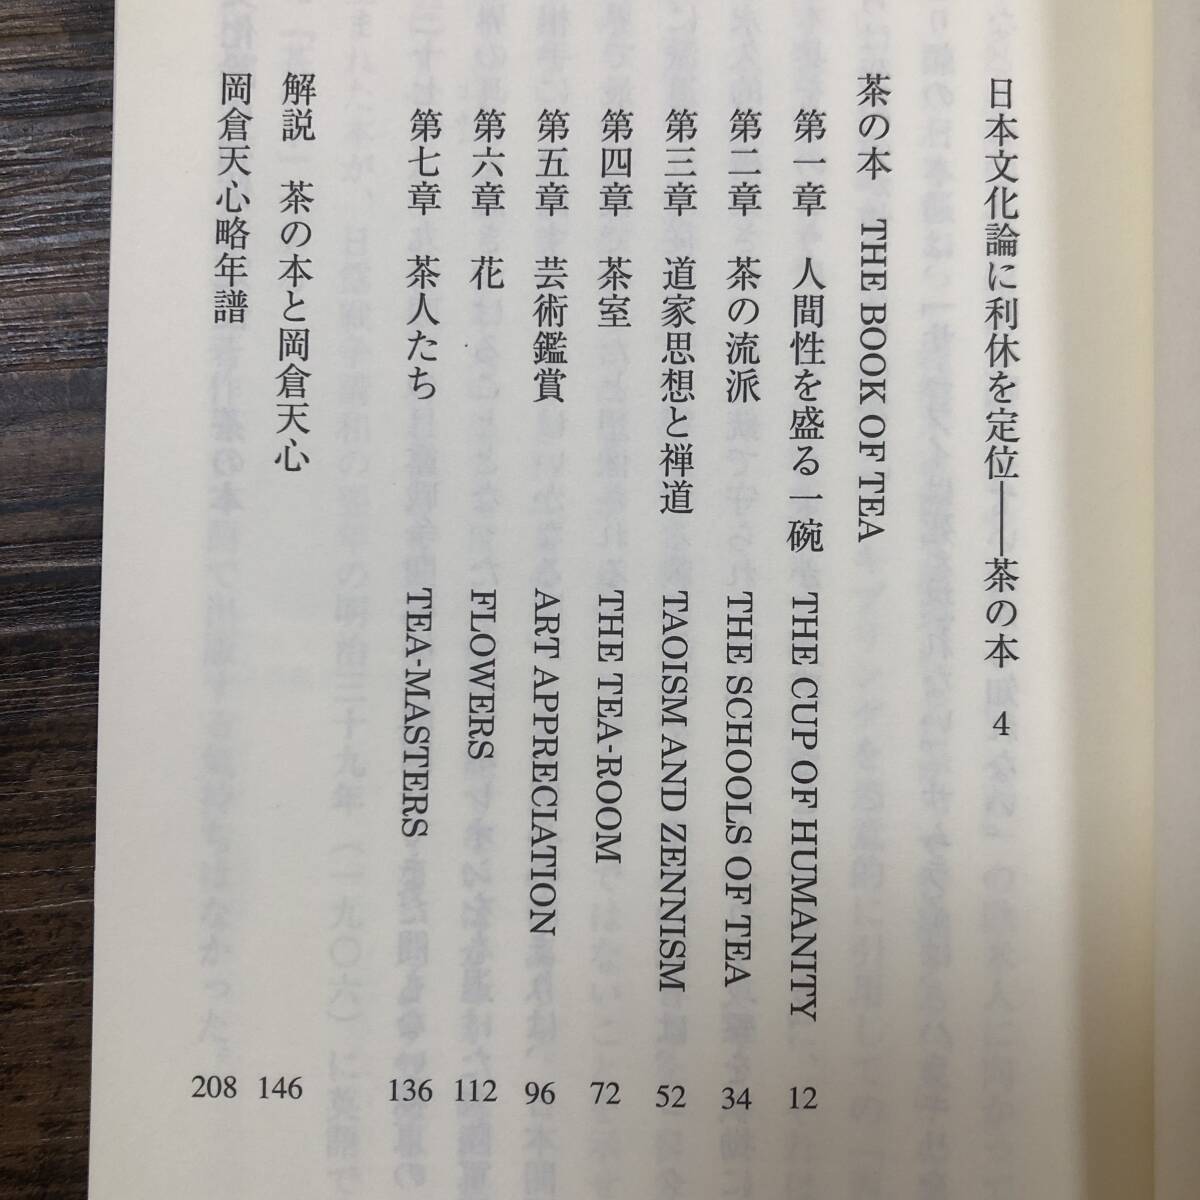 日本文化論に利休を定位――茶の本 4
茶の本 THE BOOK OF TEA
第一章 人間性を盛る一碗 THE CUP OF HUMANITY 12
第二章 茶の流派 THE SCHOOLS OF TEA 34
第三章 道家思想と禅道 TAOISM AND ZENNISM 52
第四章 茶室 THE TEA-ROOM 72
第五章 芸術鑑賞 ART APPRECIATION 96
第六章 花 FLOWERS 112
第七章 茶人たち TEA-MASTERS 136
解説 茶の本と岡倉天心 146
岡倉天心略年譜 208